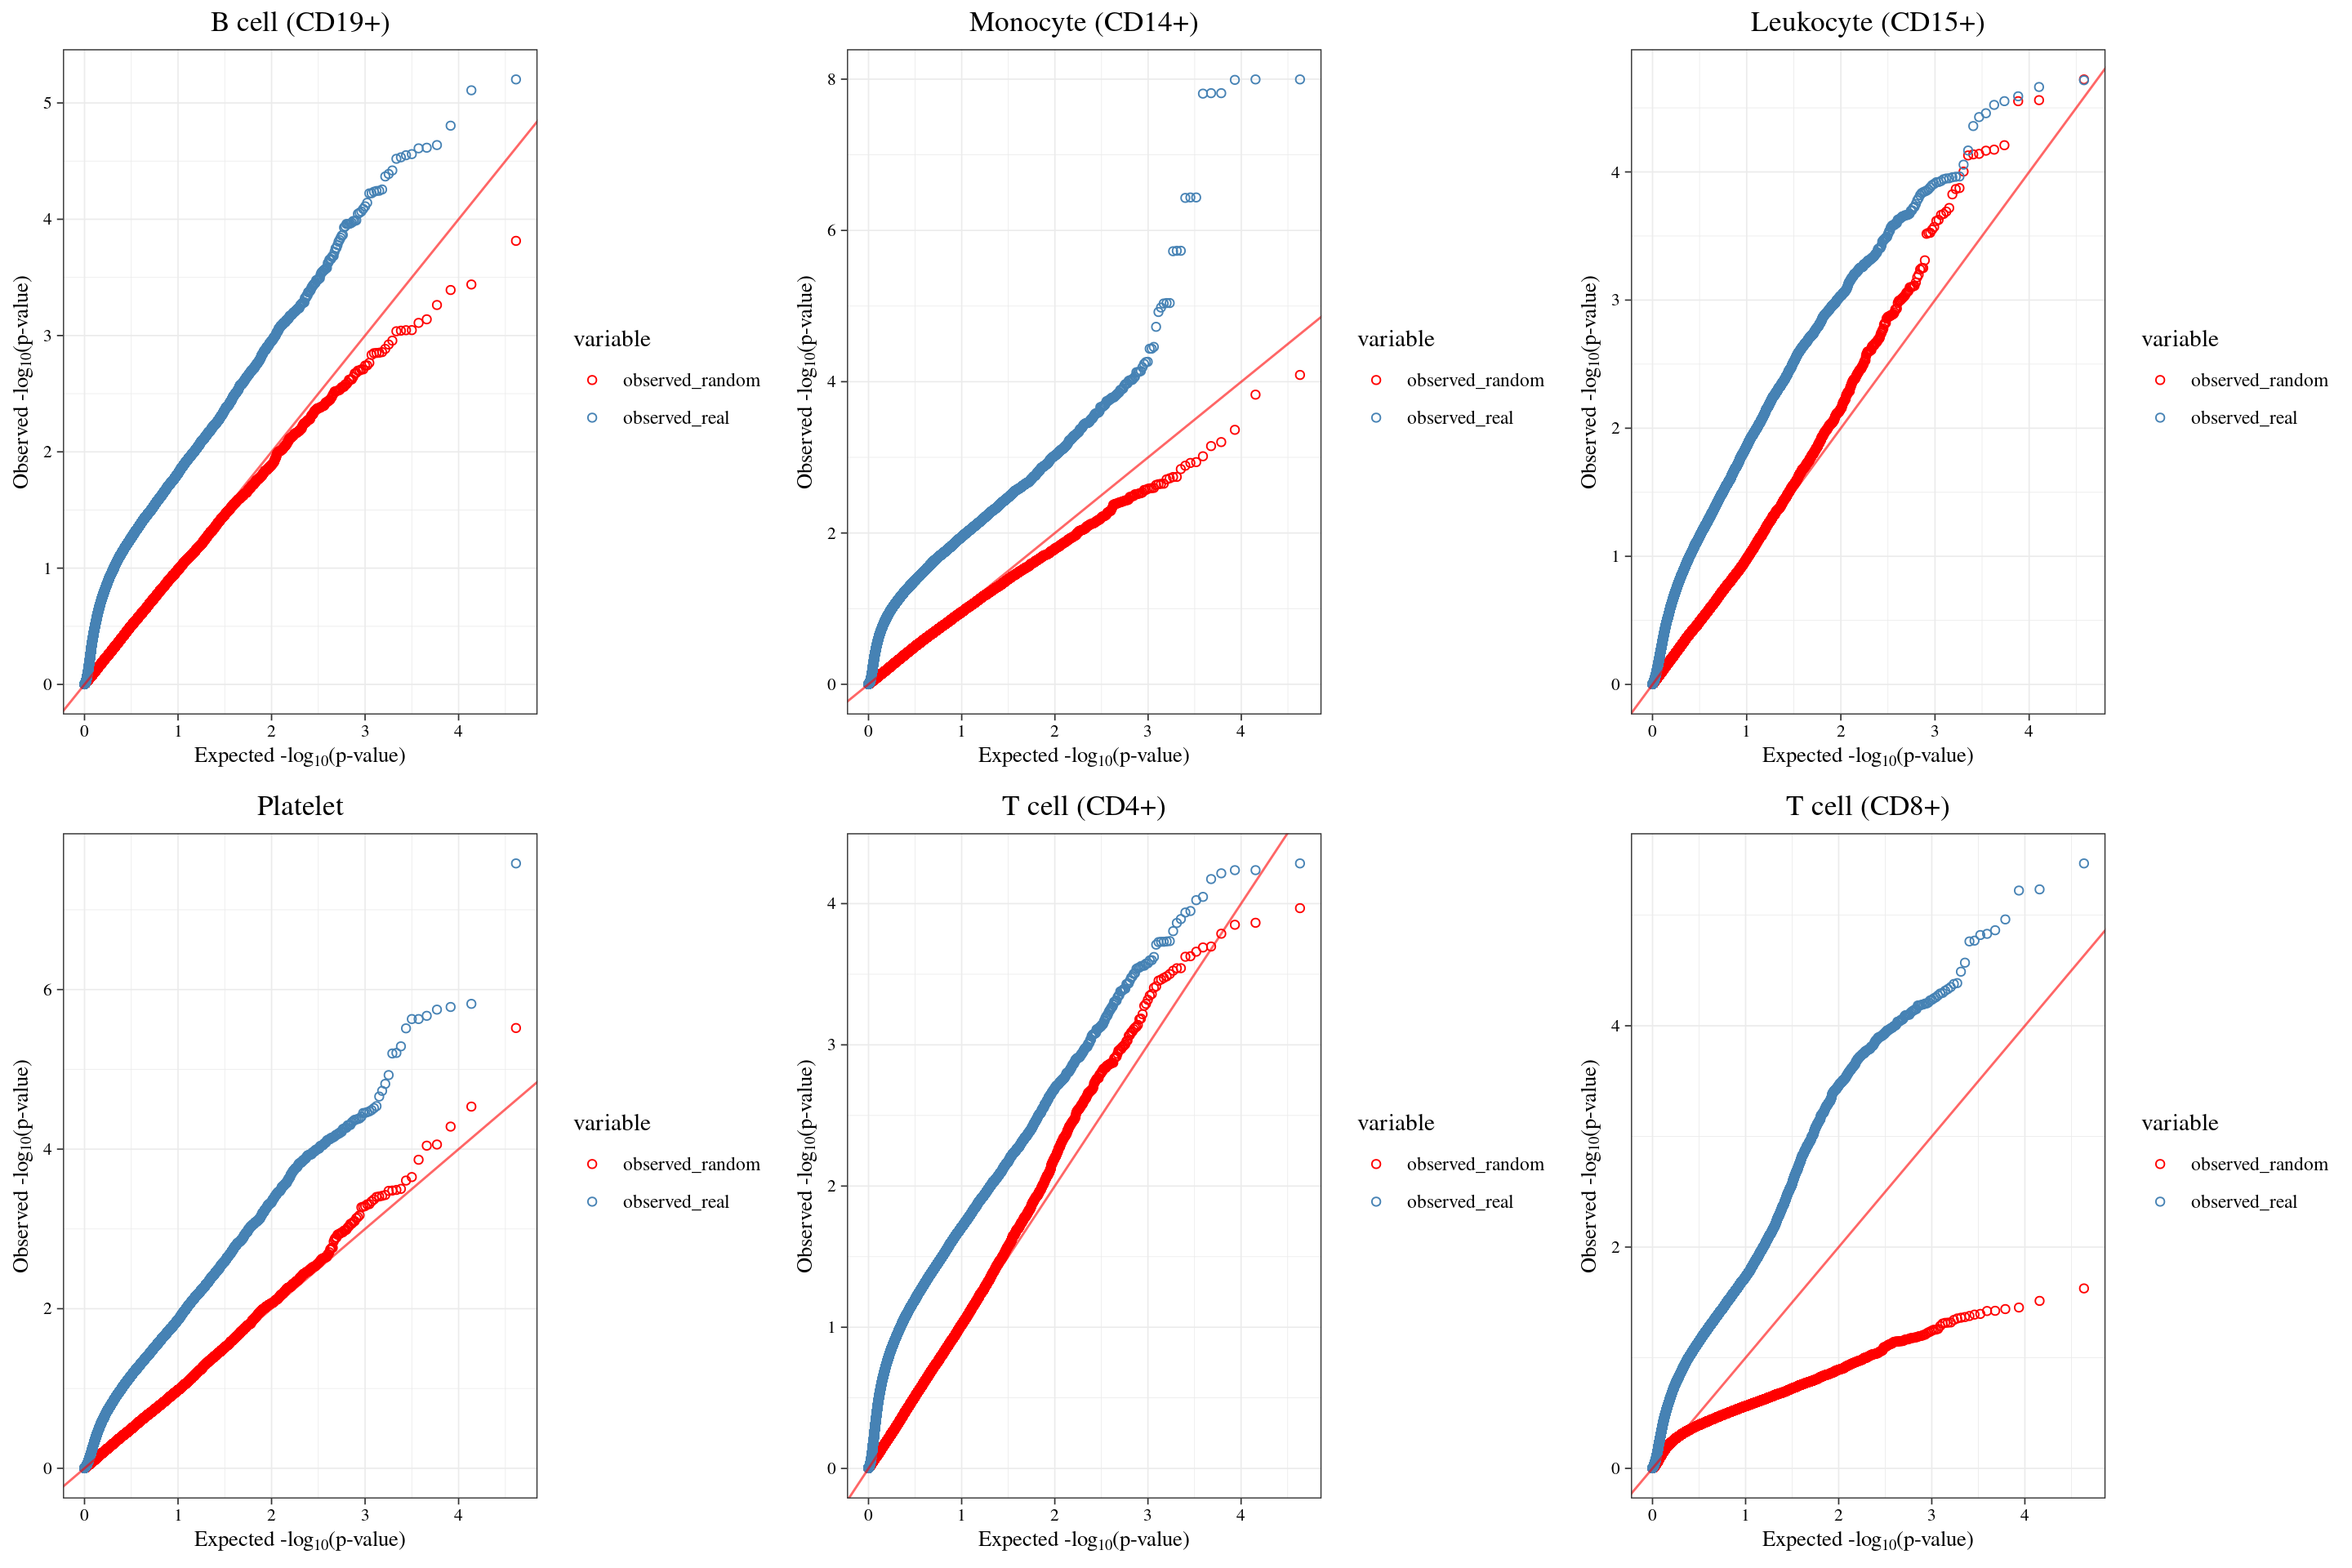 B cell (CD19+)
Observed -log10(p-value)
5
4
3
2
1
0
0 1 2 3 4
Expected -log10(p-value)
variable
observed_random
observed_real
Monocyte (CD14+)
Observed -log10(p-value)
8
6
4
2
0
0 1 2 3 4
Expected -log10(p-value)
variable
observed_random
observed_real
Leukocyte (CD15+)
Observed -log10(p-value)
4
3
2
1
0
0 1 2 3 4
Expected -log10(p-value)
variable
observed_random
observed_real
Platelet
Observed -log10(p-value)
6
4
2
0
0 1 2 3 4
Expected -log10(p-value)
variable
observed_random
observed_real
T cell (CD4+)
Observed -log10(p-value)
4
3
2
1
0
0 1 2 3 4
Expected -log10(p-value)
variable
observed_random
observed_real
T cell (CD8+)
Observed -log10(p-value)
4
2
0
0 1 2 3 4
Expected -log10(p-value)
variable
observed_random
observed_real